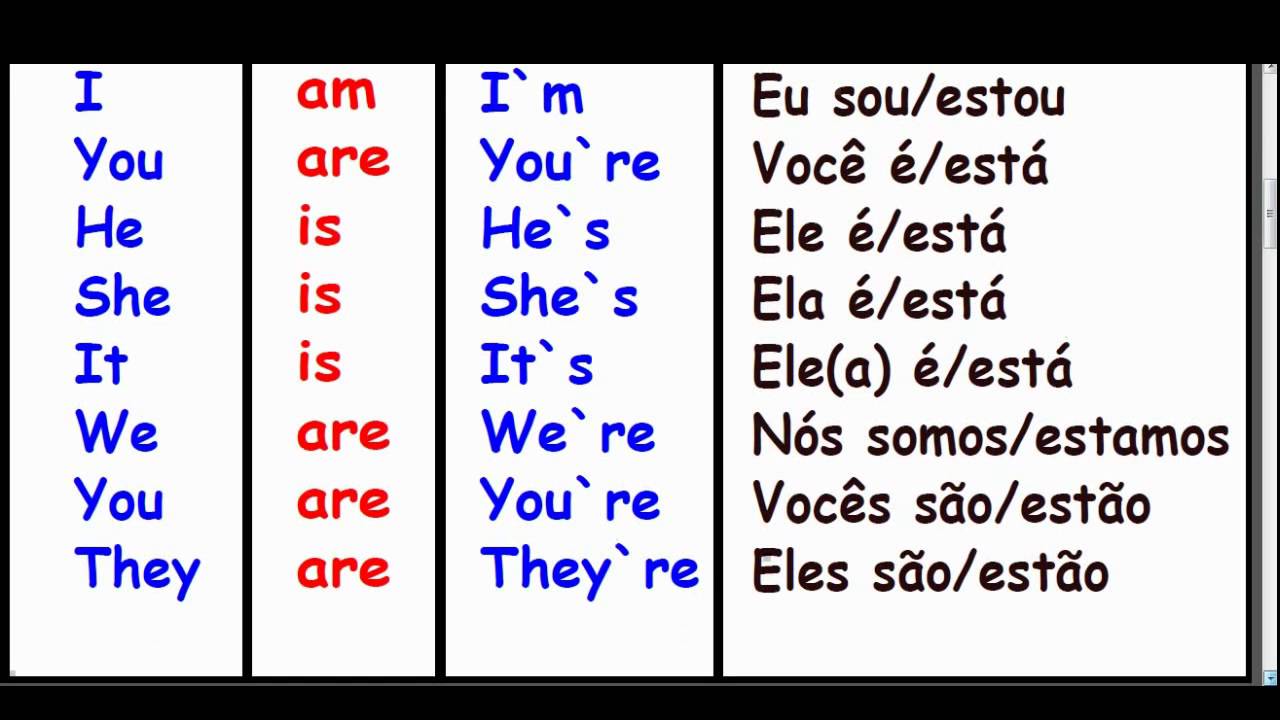 I am I`m Eu sou/estou
You are You`re Você é/está
He is He`s Ele é/está
She is She`s Ela é/está
It is It`s Ele(a) é/está
We are We`re Nós somos/estamos
You are You`re Vocês são/estão
They are They`re Eles são/estão